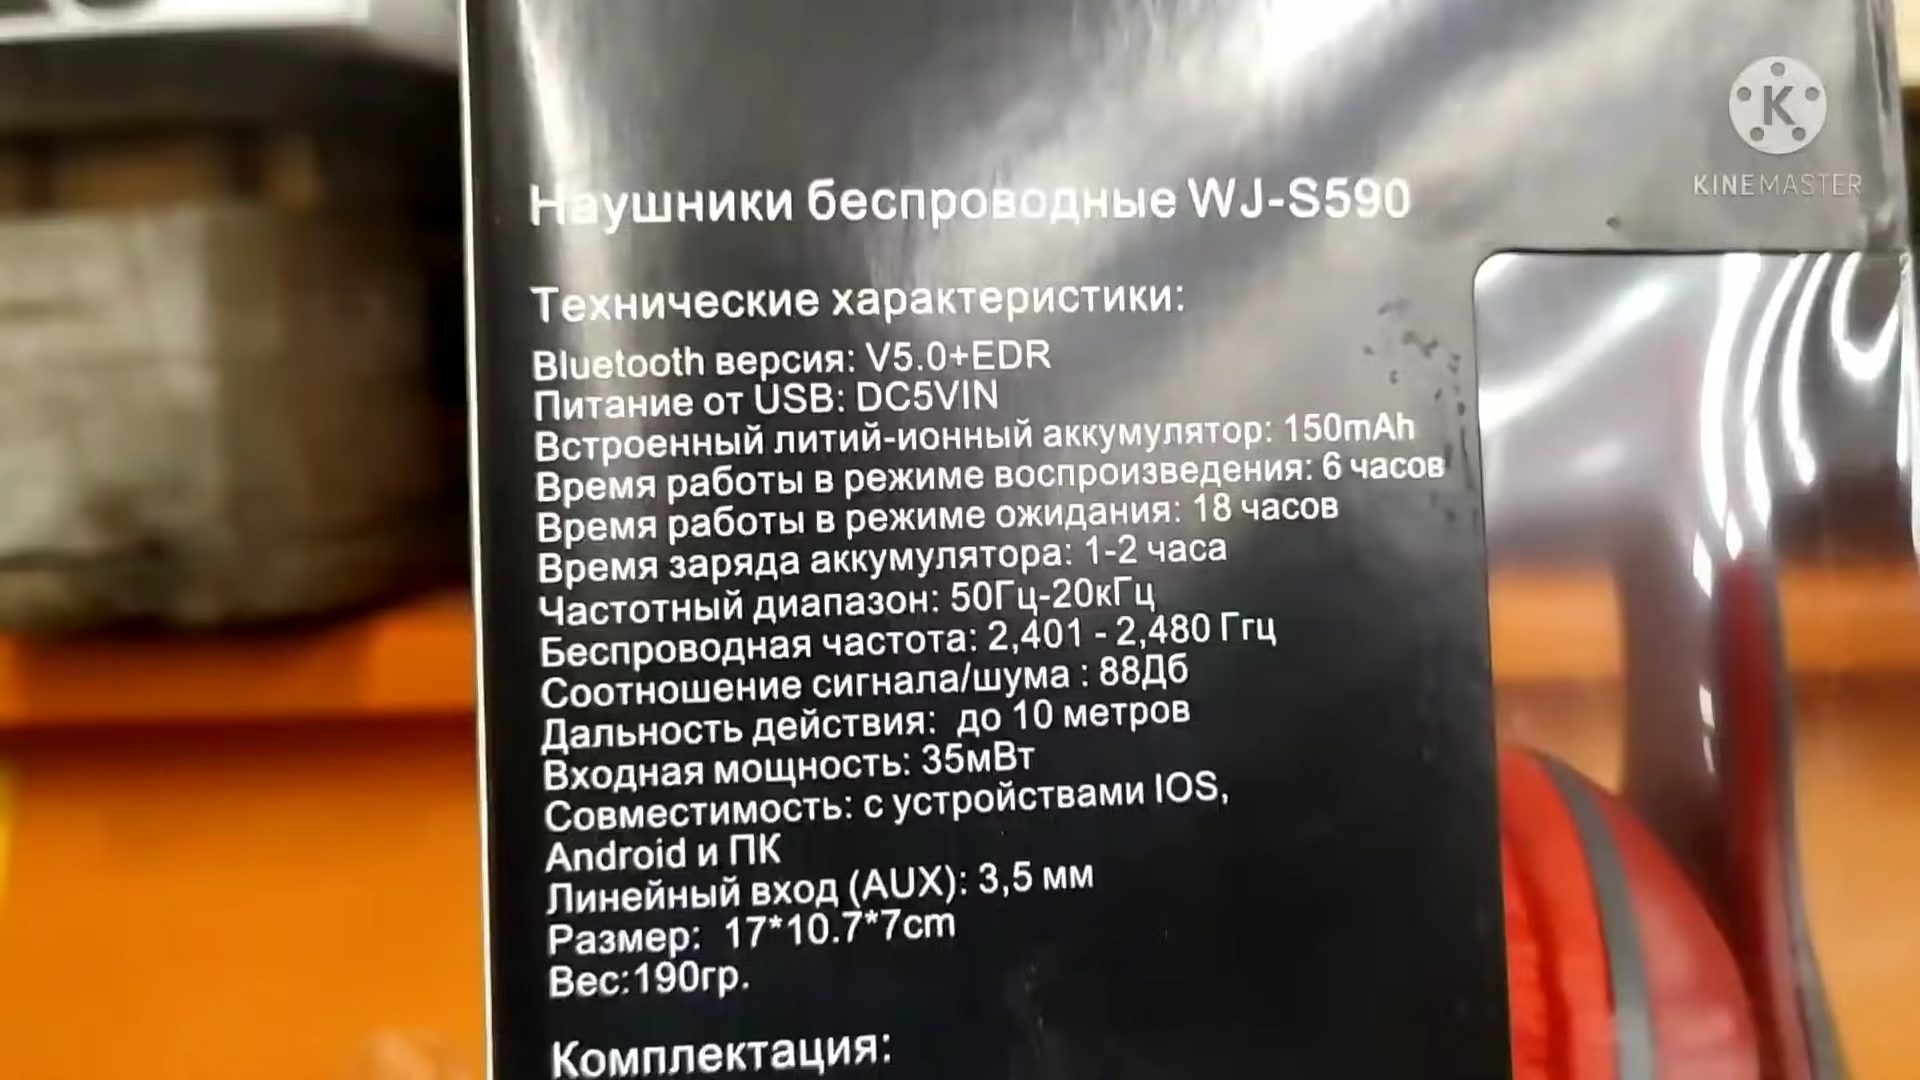 KINEMASTER
Наушники беспроводные WJ-S590
Технические характеристики:
Bluetooth версия: V5.0+EDR
Питание от USB: DC5VIN
Встроенный литий-ионный аккумулятор: 150mAh
Время работы в режиме воспроизведения: 6 часов
Время работы в режиме ожидания: 18 часов
Время заряда аккумулятора: 1-2 часа
Частотный диапазон: 50Гц-20кГц
Беспроводная частота: 2,401 - 2,480 Ггц
Соотношение сигнала/шума : 88Дб
Дальность действия: до 10 метров
Входная мощность: 35мВт
Совместимость: с устройствами IOS,
Android и ПК
Линейный вход (AUX): 3,5 мм
Размер: 17*10.7*7cm
Вес:190гр.
Комплектация: